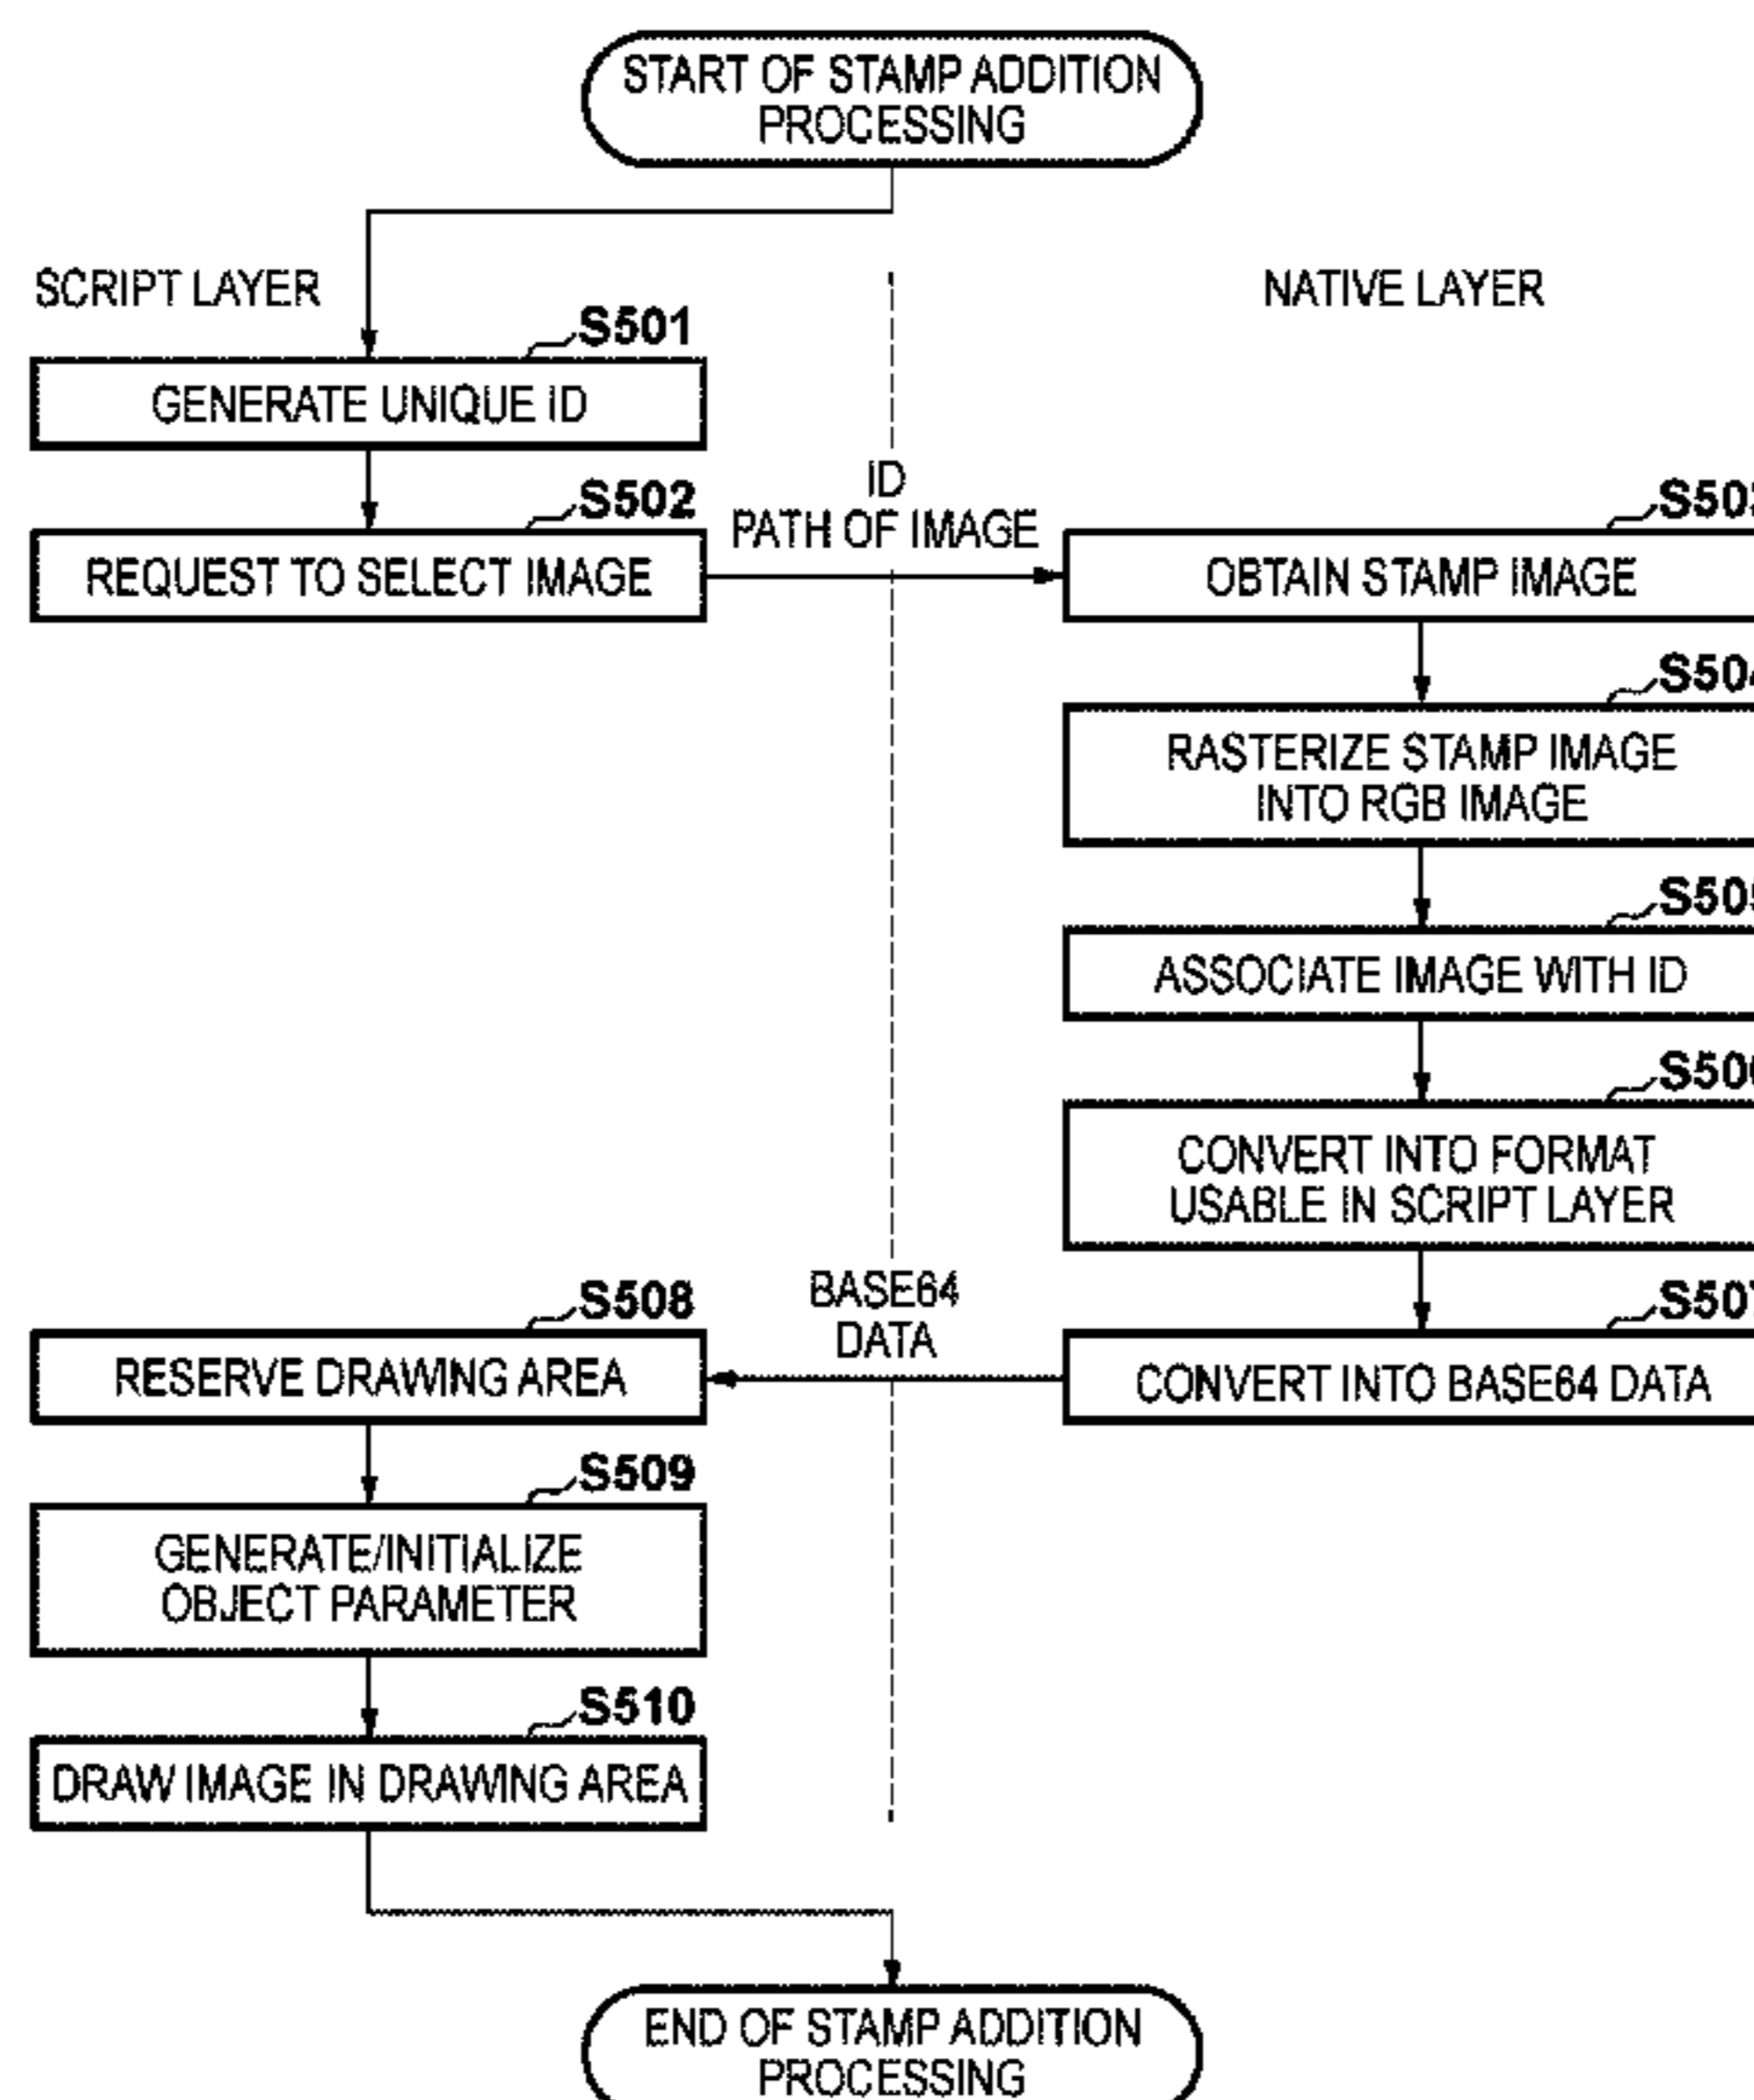 START OF STAMP ADDITION
PROCESSING
SCRIPT LAYER
NATIVE LAYER
S501
GENERATE UNIQUE ID
S502
REQUEST TO SELECT IMAGE
ID
PATH OF IMAGE
OBTAIN STAMP IMAGE
RASTERIZE STAMP IMAGE
INTO RGB IMAGE
ASSOCIATE IMAGE WITH ID
CONVERT INTO FORMAT
USABLE IN SCRIPT LAYER
CONVERT INTO BASE64 DATA
BASE64
DATA
S508
RESERVE DRAWING AREA
S509
GENERATE/INITIALIZE
OBJECT PARAMETER
S510
DRAW IMAGE IN DRAWING AREA
END OF STAMP ADDITION
PROCESSING